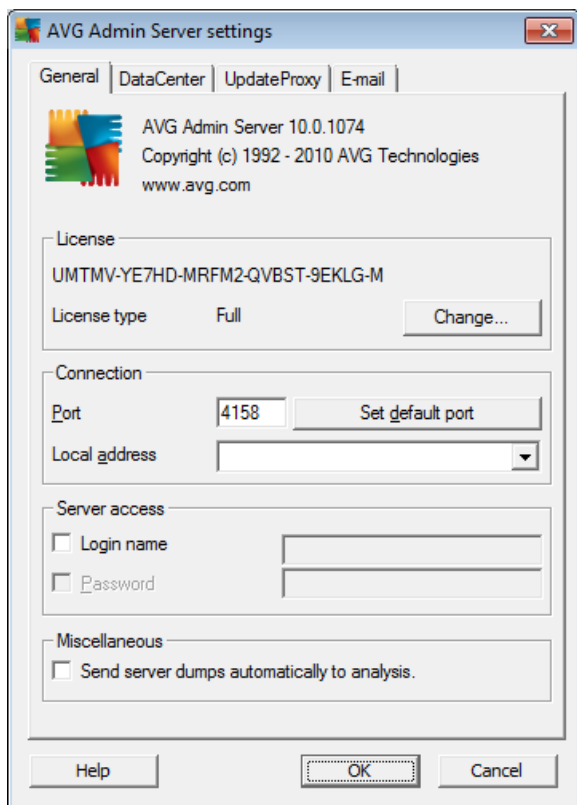 AVG Admin Server settings
General DataCenter UpdateProxy E-mail
AVG Admin Server 10.0.1074
Copyright (c) 1992 - 2010 AVG Technologies
www.avg.com
License
UMTMV-YE7HD-MRFM2-QVBST-9EKLG-M
License type Full Change...
Connection
Port 4158 Set default port
Local address
Server access
Login name
Password
Miscellaneous
Send server dumps automatically to analysis.
Help OK Cancel